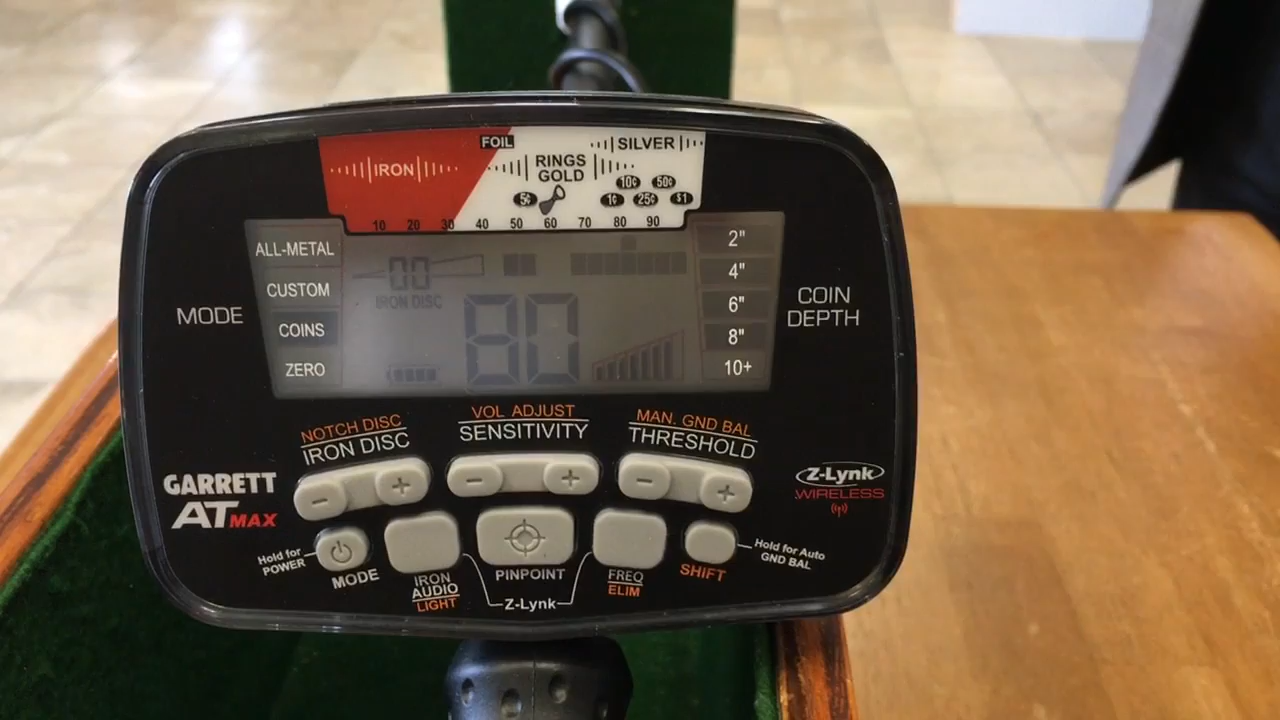 FOIL
SILVER
IRON
RINGS
GOLD
10¢ 50¢
5¢ 1¢ 25¢ $1
10 20 30 40 50 60 70 80 90
ALL-METAL
CUSTOM
COINS
ZERO
MODE
00
IRON DISC
80
2"
4"
6"
8"
10+
COIN
DEPTH
NOTCH DISC
IRON DISC
VOL ADJUST
SENSITIVITY
MAN. GND BAL
THRESHOLD
− +
− +
− +
GARRETT
AT MAX
Z-Lynk
WIRELESS
Hold for
POWER
MODE
IRON
AUDIO
LIGHT
PINPOINT
Z-Lynk
FREQ
ELIM
SHIFT
Hold for Auto
GND BAL